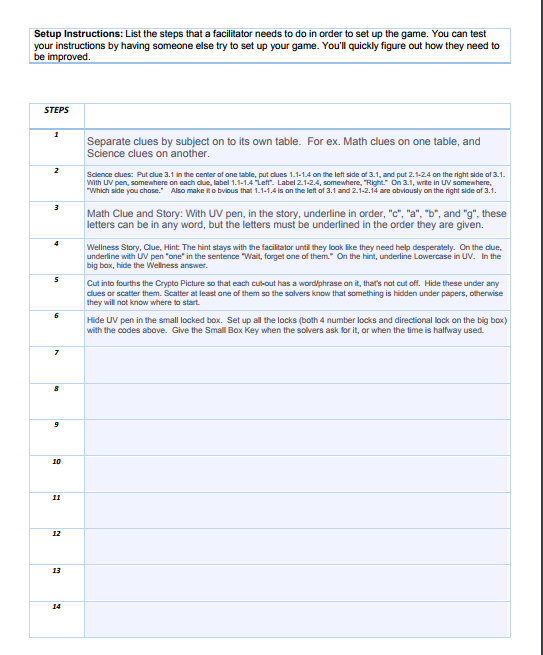 Setup Instructions: List the steps that a facilitator needs to do in order to set up the game. You can test
your instructions by having someone else try to set up your game. You'll quickly figure out how they need to
be improved.
STEPS
1
Separate clues by subject on to its own table. For ex. Math clues on one table, and
Science clues on another.
2
Science clues: Put clue 3.1 in the center of one table, put clues 1.1-1.4 on the left side of 3.1, and put 2.1-2.4 on the right side of 3.1.
With UV pen, somewhere on each clue, label 1.1-1.4 "Left". Label 2.1-2.4, somewhere, "Right." On 3.1, write in UV somewhere,
"Which side you chose." Also make it o bvious that 1.1-1.4 is on the left of 3.1 and 2.1-2.14 are obviously on the right side of 3.1.
3
Math Clue and Story: With UV pen, in the story, underline in order, "c", "a", "b", and "g", these
letters can be in any word, but the letters must be underlined in the order they are given.
4
Wellness Story, Clue, Hint: The hint stays with the facilitator until they look like they need help desperately. On the clue,
underline with UV pen "one" in the sentence "Wait, forget one of them." On the hint, underline Lowercase in UV. In the
big box, hide the Wellness answer.
5
Cut into fourths the Crypto Picture so that each cut-out has a word/phrase on it, that's not cut off. Hide these under any
clues or scatter them. Scatter at least one of them so the solvers know that something is hidden under papers, otherwise
they will not know where to start.
6
Hide UV pen in the small locked box. Set up all the locks (both 4 number locks and directional lock on the big box)
with the codes above. Give the Small Box Key when the solvers ask for it, or when the time is halfway used.
7
8
9
10
11
12
13
14